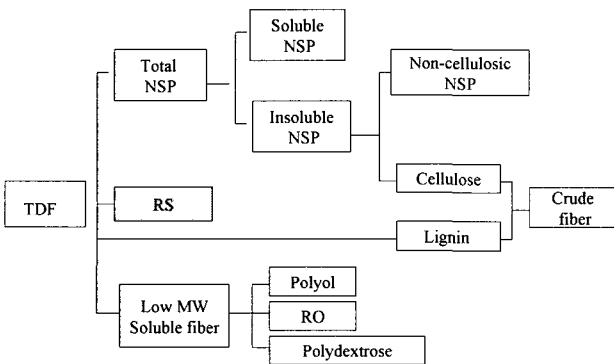 Soluble
NSP
Total
NSP
Non-cellulosic
NSP
Insoluble
NSP
Cellulose
Crude
fiber
TDF
RS
Lignin
Low MW
Soluble fiber
Polyol
RO
Polydextrose